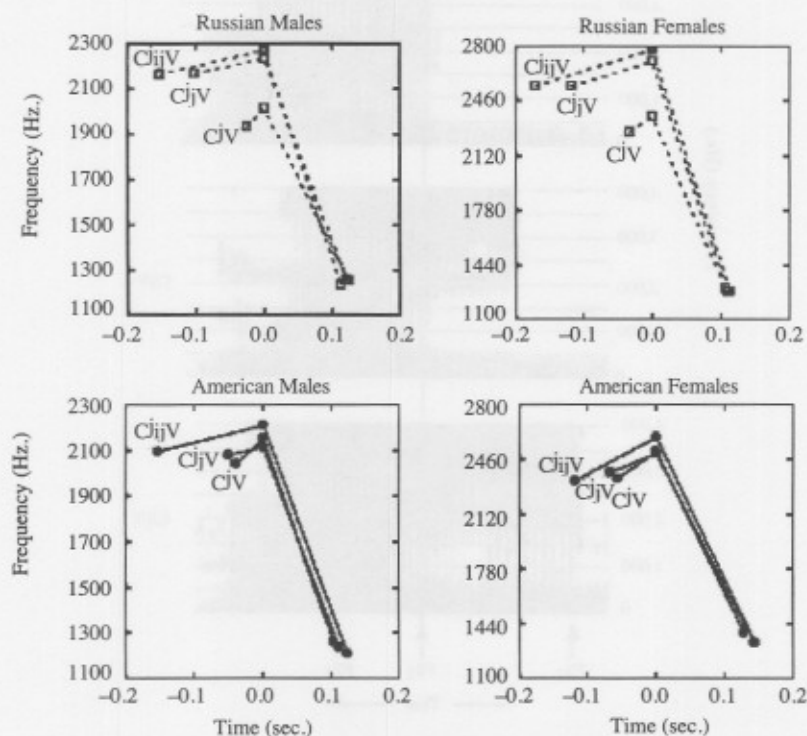 Russian Males
Russian Females
Frequency (Hz.)
2300
2100
1900
1700
1500
1300
1100
CjijV
CjjV
CjV
−0.2
−0.1
0.0
0.1
0.2
2800
2460
2120
1780
1440
1100
CjijV
CjjV
CjV
−0.2
−0.1
0.0
0.1
0.2
American Males
American Females
Frequency (Hz.)
2300
2100
1900
1700
1500
1300
1100
CjijV
CjjV
CjV
−0.2
−0.1
0.0
0.1
0.2
Time (sec.)
2800
2460
2120
1780
1440
1100
CjijV
CjjV
CjV
−0.2
−0.1
0.0
0.1
0.2
Time (sec.)